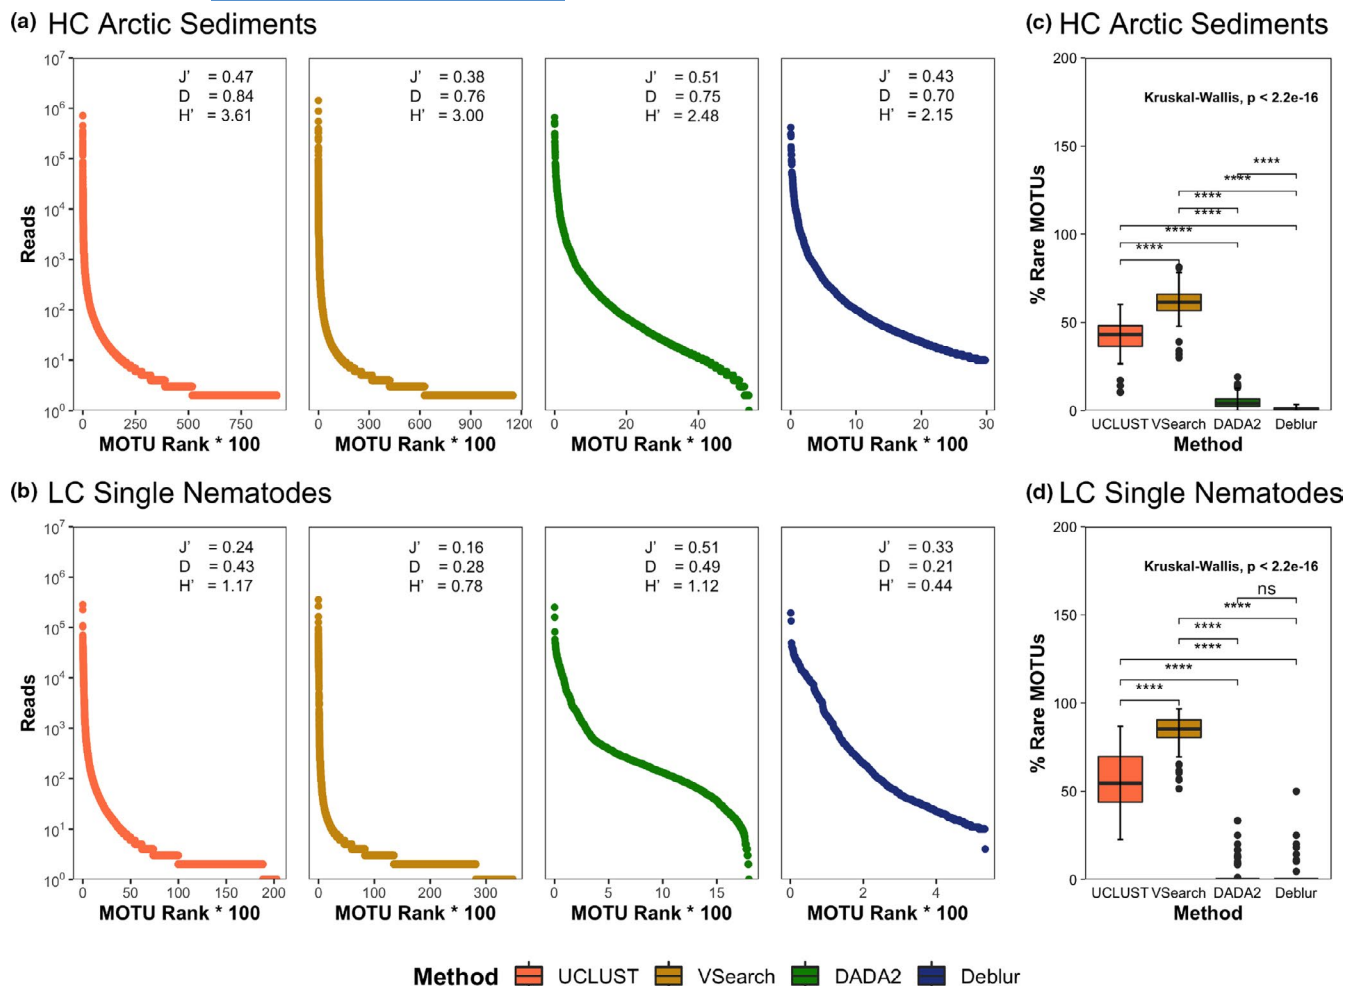 (a) HC Arctic Sediments
J’ = 0.47
D = 0.84
H’ = 3.61
J’ = 0.38
D = 0.76
H’ = 3.00
J’ = 0.51
D = 0.75
H’ = 2.48
J’ = 0.43
D = 0.70
H’ = 2.15
Reads
10^7
10^6
10^5
10^4
10^3
10^2
10^1
10^0
0 250 500 750
MOTU Rank * 100
0 300 600 900 120
MOTU Rank * 100
0 20 40
MOTU Rank * 100
0 10 20 30
MOTU Rank * 100
(c) HC Arctic Sediments
Kruskal-Wallis, p < 2.2e-16
****
****
****
****
****
****
% Rare MOTUs
200
150
100
50
0
UCLUST VSearch DADA2 Deblur
Method
(b) LC Single Nematodes
J’ = 0.24
D = 0.43
H’ = 1.17
J’ = 0.16
D = 0.28
H’ = 0.78
J’ = 0.51
D = 0.49
H’ = 1.12
J’ = 0.33
D = 0.21
H’ = 0.44
Reads
10^7
10^6
10^5
10^4
10^3
10^2
10^1
10^0
0 50 100 150 200
MOTU Rank * 100
0 100 200 300
MOTU Rank * 100
0 5 10 15
MOTU Rank * 100
0 2 4
MOTU Rank * 100
(d) LC Single Nematodes
Kruskal-Wallis, p < 2.2e-16
ns
****
****
****
****
****
% Rare MOTUs
200
150
100
50
0
UCLUST VSearch DADA2 Deblur
Method
Method UCLUST VSearch DADA2 Deblur